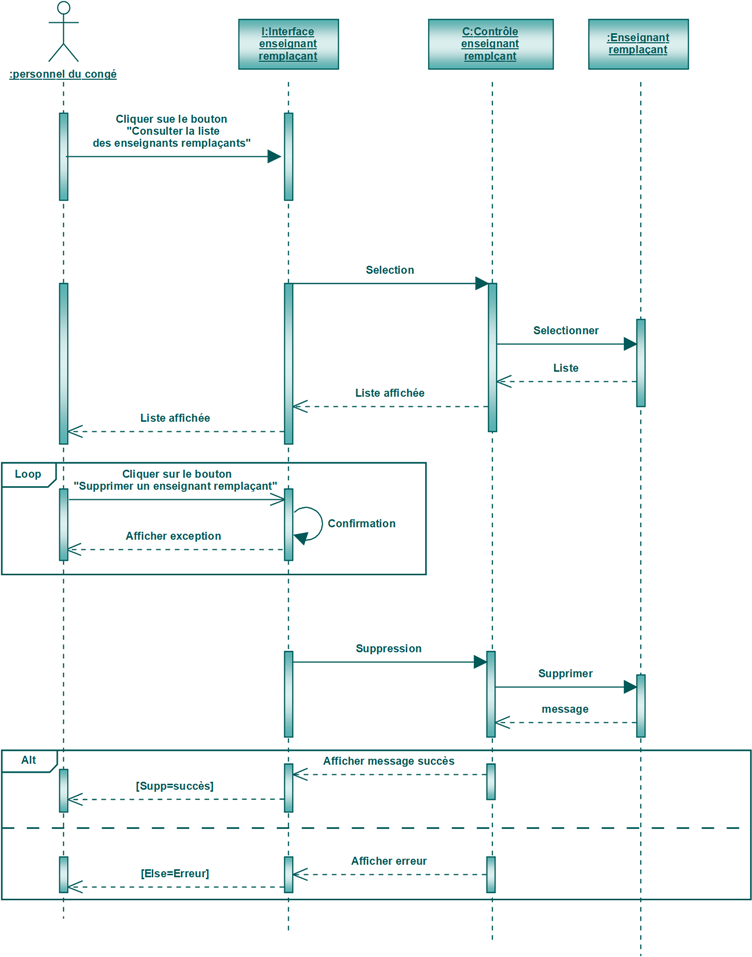 :personnel du congé
I:Interface
enseignant
remplaçant
C:Contrôle
enseignant
remplçant
:Enseignant
remplaçant
Cliquer sue le bouton
"Consulter la liste
des enseignants remplaçants"
Selection
Selectionner
Liste
Liste affichée
Liste affichée
Loop
Cliquer sur le bouton
"Supprimer un enseignant remplaçant"
Confirmation
Afficher exception
Suppression
Supprimer
message
Alt
Afficher message succès
[Supp=succès]
Afficher erreur
[Else=Erreur]